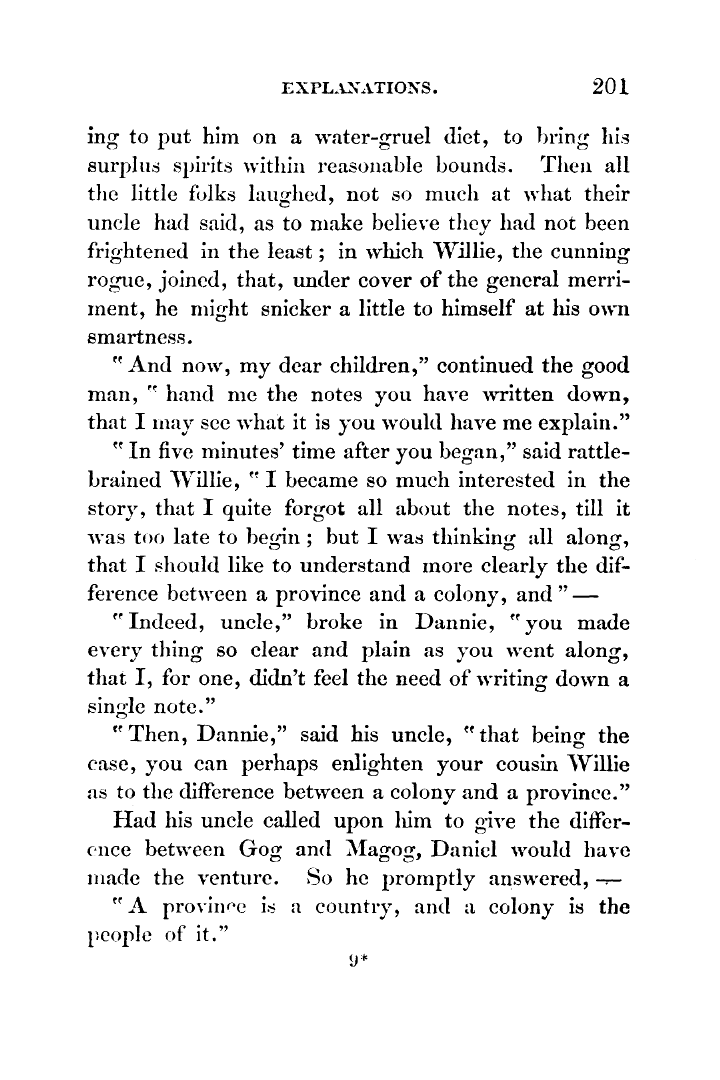 EXPLANATIONS. 201
ing to put him on a water-gruel diet, to bring his
surplus spirits within reasonable bounds. Then all
the little folks laughed, not so much at what their
uncle had said, as to make believe they had not been
frightened in the least; in which Willie, the cunning
rogue, joined, that, under cover of the general merri-
ment, he might snicker a little to himself at his own
smartness.
"And now, my dear children," continued the good
man, "hand me the notes you have written down,
that I may see what it is you would have me explain."
"In five minutes' time after you began," said rattle-
brained Willie, "I became so much interested in the
story, that I quite forgot all about the notes, till it
was too late to begin; but I was thinking all along,
that I should like to understand more clearly the dif-
ference between a province and a colony, and"—
"Indeed, uncle," broke in Dannie, "you made
every thing so clear and plain as you went along,
that I, for one, didn't feel the need of writing down a
single note."
"Then, Dannie," said his uncle, "that being the
case, you can perhaps enlighten your cousin Willie
as to the difference between a colony and a province."
Had his uncle called upon him to give the differ-
ence between Gog and Magog, Daniel would have
made the venture. So he promptly answered, —
"A province is a country, and a colony is the
people of it."
9*